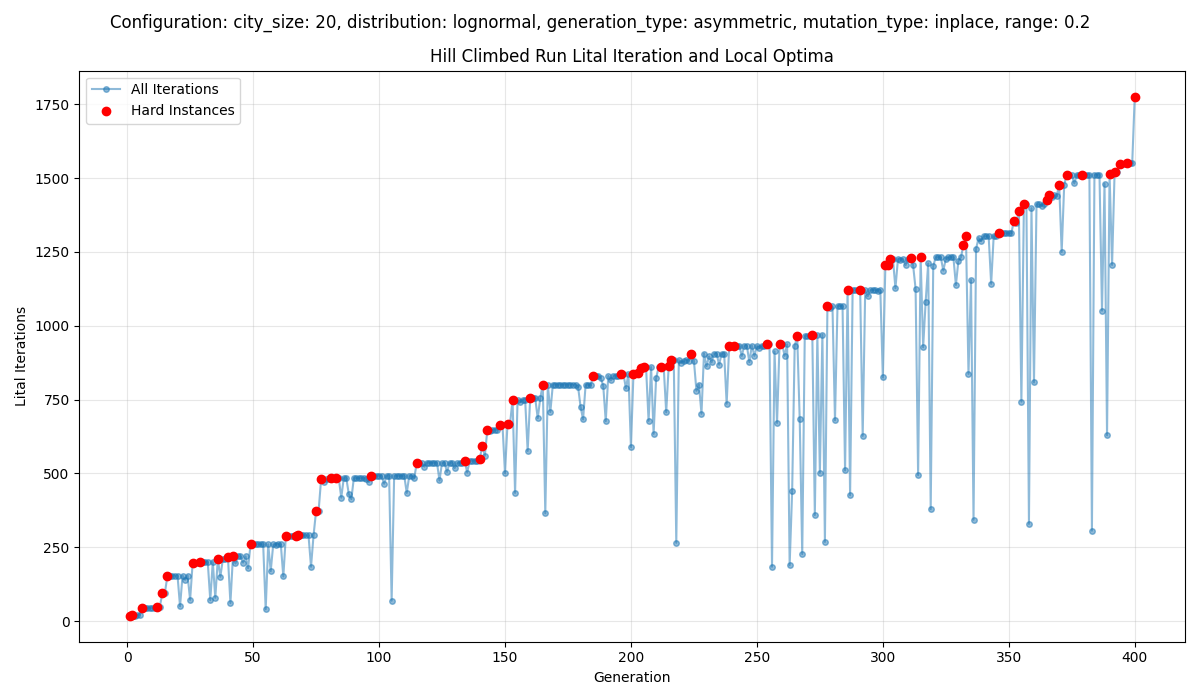 Configuration: city_size: 20, distribution: lognormal, generation_type: asymmetric, mutation_type: inplace, range: 0.2
Hill Climbed Run Lital Iteration and Local Optima
All Iterations
Hard Instances
Lital Iterations
1750
1500
1250
1000
750
500
250
0
0 50 100 150 200 250 300 350 400
Generation